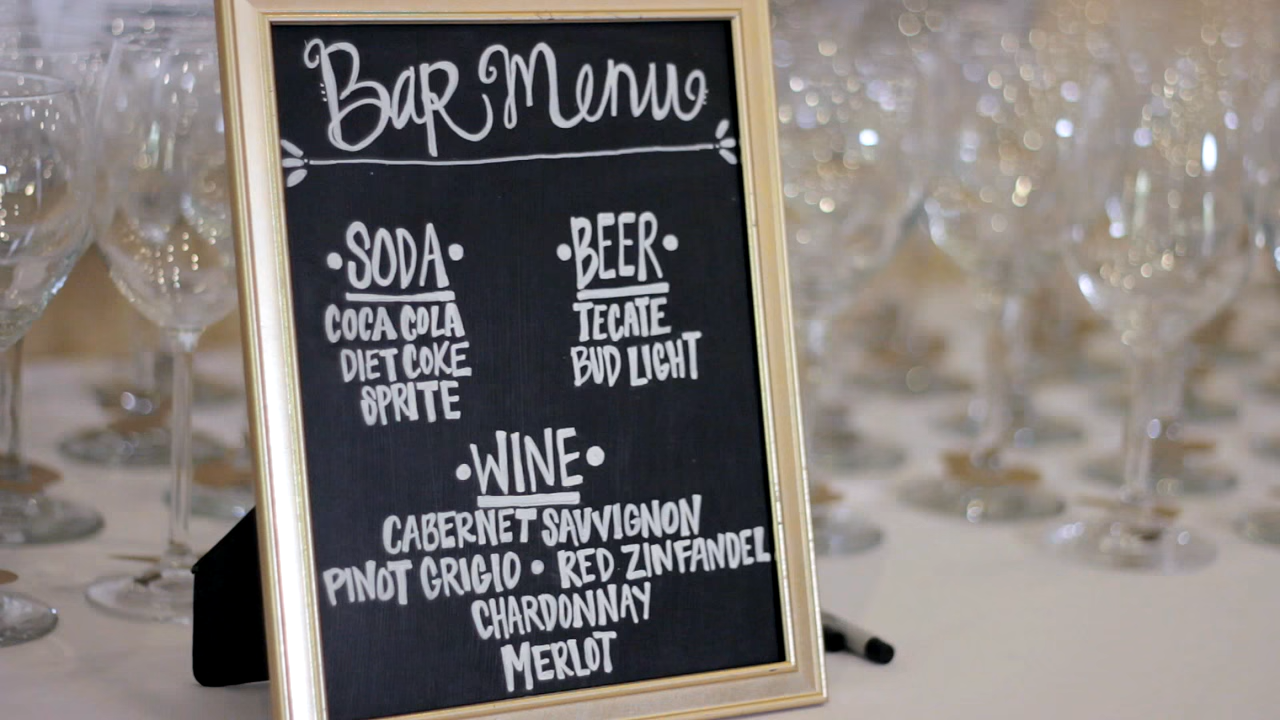 Bar Menu
•SODA•
COCA COLA
DIET COKE
SPRITE
•BEER•
TECATE
BUD LIGHT
•WINE•
CABERNET SAUVIGNON
PINOT GRIGIO • RED ZINFANDEL
CHARDONNAY
MERLOT